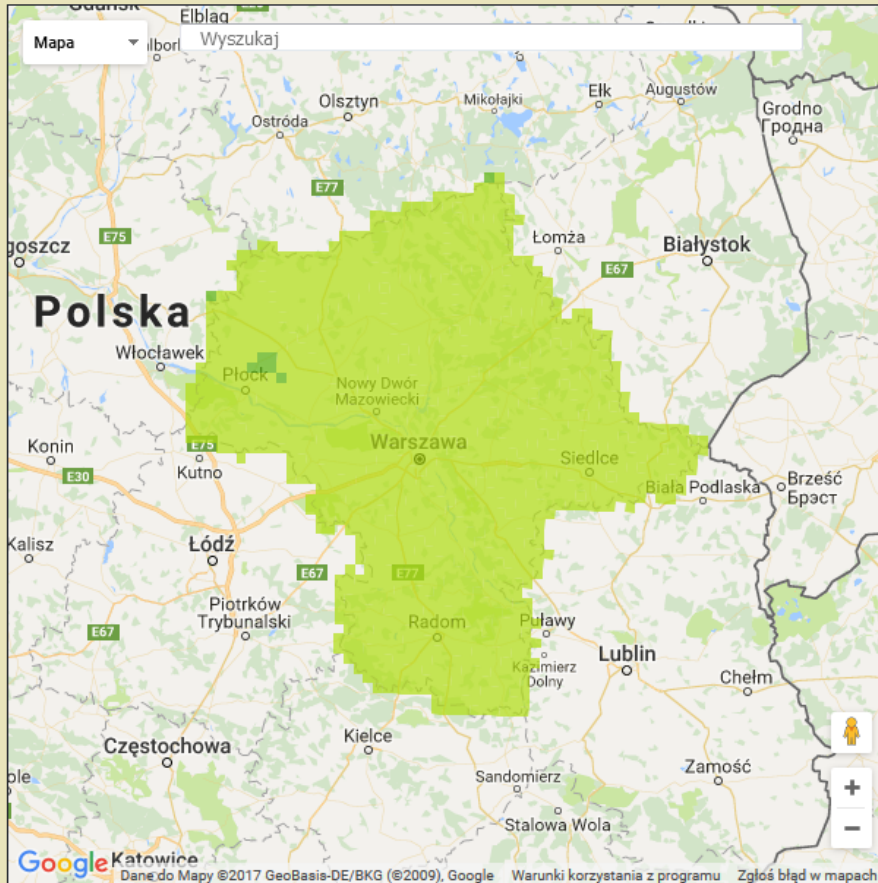 Gdańsk
Elbląg
Mapa
Wyszukaj
Olsztyn
Ostróda
Mikołajki
Ełk
Augustów
Grodno
Гродна
E77
E75
Łomża
Białystok
E67
Polska
Włocławek
Płock
Nowy Dwór
Mazowiecki
Warszawa
E75
Siedlce
Konin
E30
Kutno
Biała Podlaska
Brześć
Брэст
Kalisz
Łódź
E67
E77
Piotrków
Trybunalski
E67
Radom
Puławy
Kazimierz
Dolny
Lublin
Chełm
Kielce
Częstochowa
Sandomierz
Zamość
Stalowa Wola
Google
Katowice
Dane do Mapy ©2017 GeoBasis-DE/BKG (©2009), Google
Warunki korzystania z programu
Zgłoś błąd w mapach